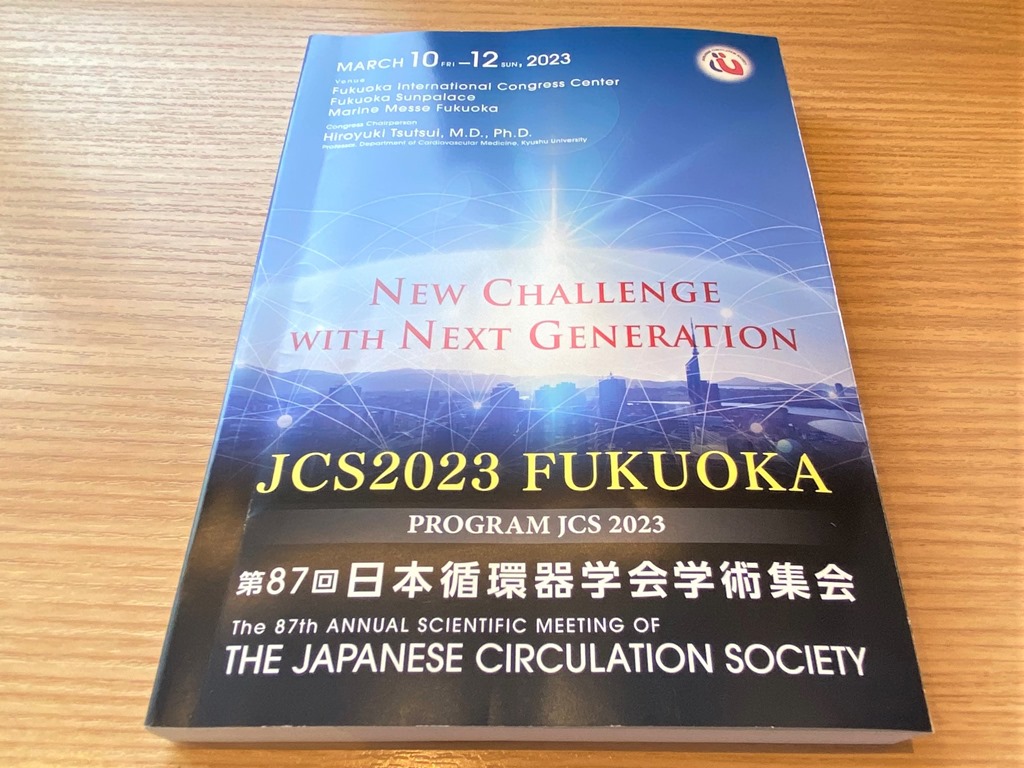 MARCH 10 FRI –12 SUN, 2023
Venue
Fukuoka International Congress Center
Fukuoka Sunpalace
Marine Messe Fukuoka
Congress Chairperson
Hiroyuki Tsutsui, M.D., Ph.D.
Professor, Department of Cardiovascular Medicine, Kyushu University
NEW CHALLENGE
WITH NEXT GENERATION
JCS2023 FUKUOKA
PROGRAM JCS 2023
第87回 日本循環器学会学術集会
The 87th ANNUAL SCIENTIFIC MEETING OF
THE JAPANESE CIRCULATION SOCIETY